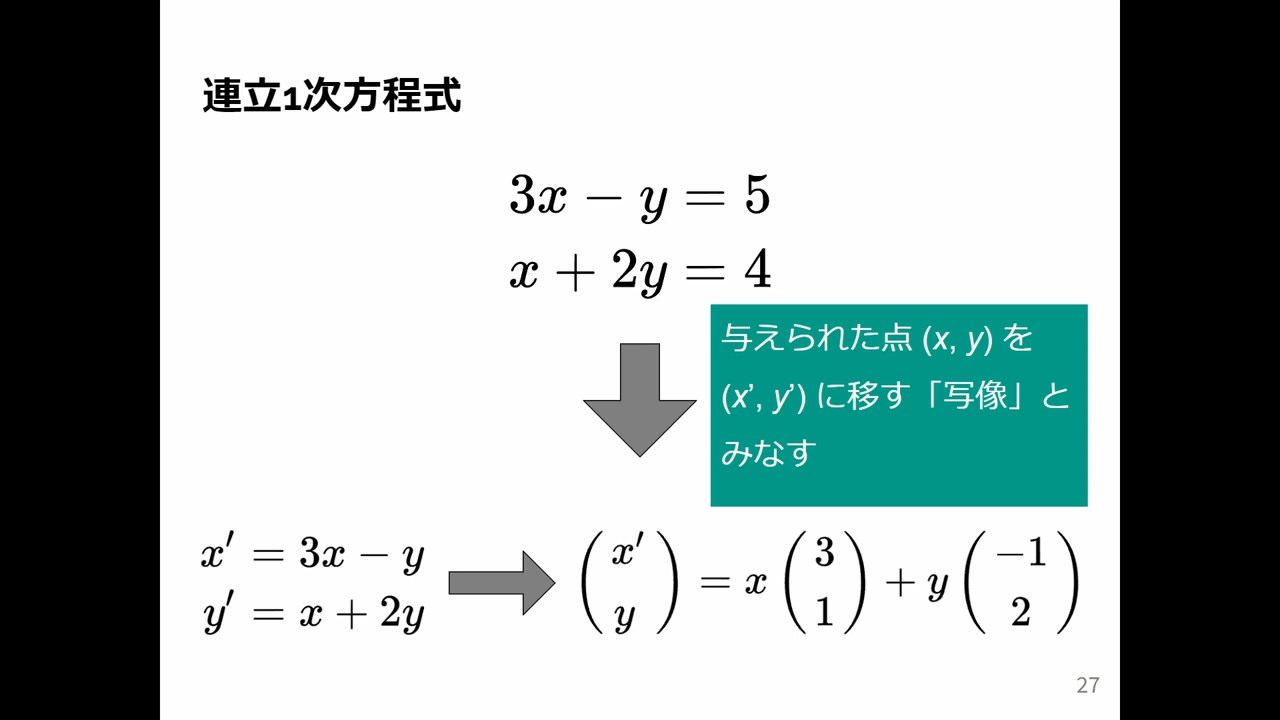 連立1次方程式
3x − y = 5
x + 2y = 4
与えられた点 (x, y) を
(x’, y’) に移す「写像」と
みなす
x′ = 3x − y
y′ = x + 2y
(x′ y) = x (3 1) + y (−1 2)
27